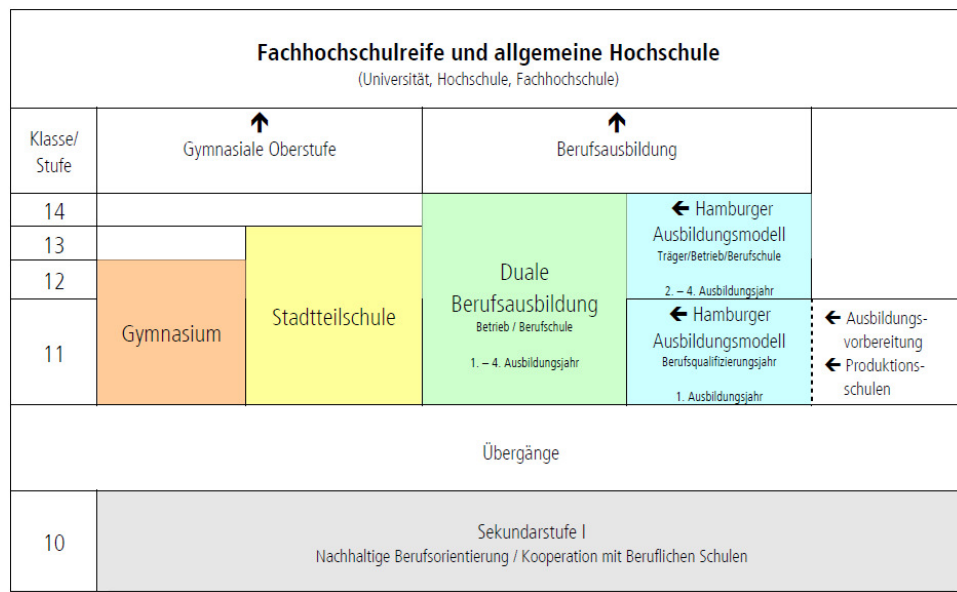 Fachhochschulreife und allgemeine Hochschule
(Universität, Hochschule, Fachhochschule)
Klasse/
Stufe
↑
Gymnasiale Oberstufe
↑
Berufsausbildung
14
13
12
11
Gymnasium
Stadtteilschule
Duale
Berufsausbildung
Betrieb / Berufschule
1. – 4. Ausbildungsjahr
← Hamburger
Ausbildungsmodell
Träger/Betrieb/Berufschule
2. – 4. Ausbildungsjahr
← Hamburger
Ausbildungsmodell
Berufsqualifizierungsjahr
1. Ausbildungsjahr
← Ausbildungs-
vorbereitung
← Produktions-
schulen
Übergänge
10
Sekundarstufe I
Nachhaltige Berufsorientierung / Kooperation mit Beruflichen Schulen